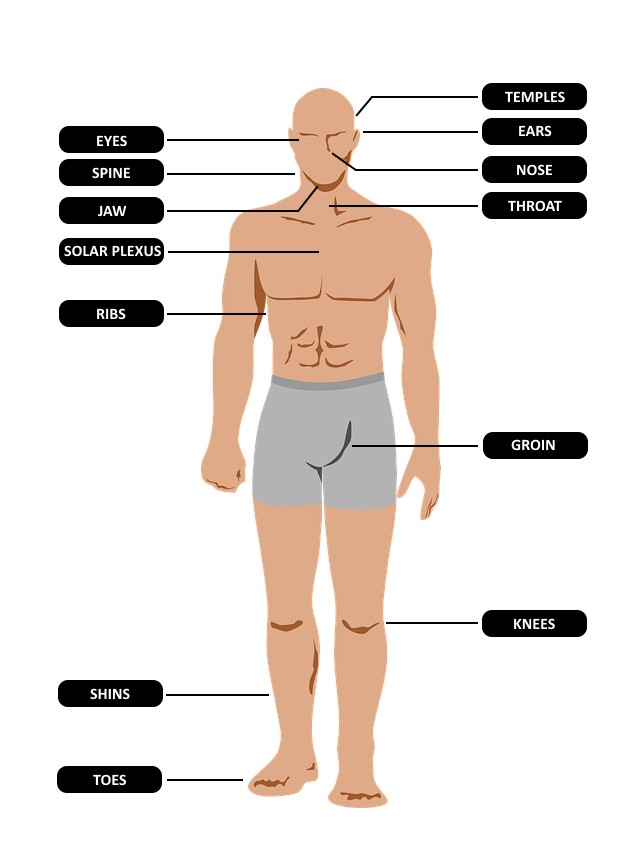 TEMPLES
EARS
EYES
NOSE
SPINE
THROAT
JAW
SOLAR PLEXUS
RIBS
GROIN
KNEES
SHINS
TOES